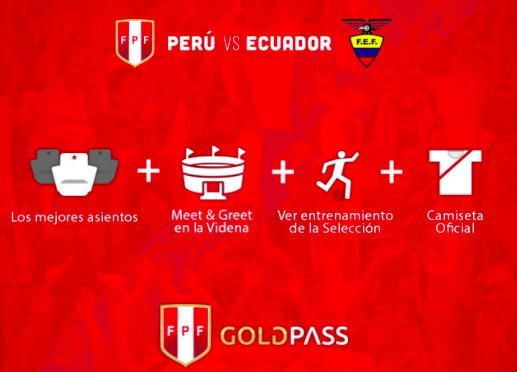 FPF PERÚ VS ECUADOR F.E.F.
+ + +
Los mejores asientos
Meet & Greet
en la Videna
Ver entrenamiento
de la Selección
Camiseta
Oficial
FPF GOLDPASS